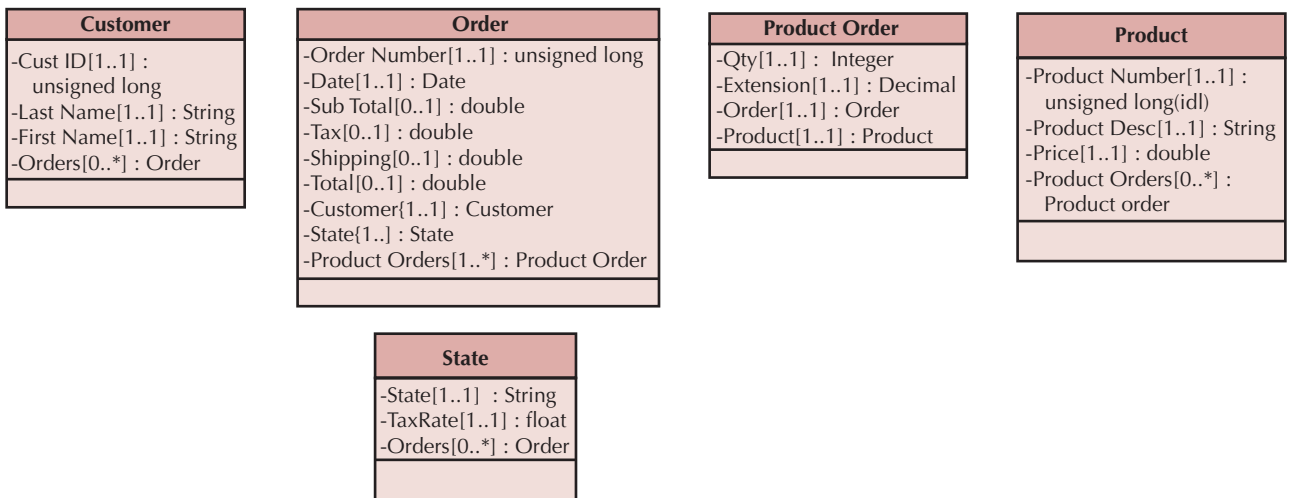 Customer
-Cust ID[1..1] :
unsigned long
-Last Name[1..1] : String
-First Name[1..1] : String
-Orders[0..*] : Order
Order
-Order Number[1..1] : unsigned long
-Date[1..1] : Date
-Sub Total[0..1] : double
-Tax[0..1] : double
-Shipping[0..1] : double
-Total[0..1] : double
-Customer{1..1] : Customer
-State{1..] : State
-Product Orders[1..*] : Product Order
Product Order
-Qty[1..1] : Integer
-Extension[1..1] : Decimal
-Order[1..1] : Order
-Product[1..1] : Product
Product
-Product Number[1..1] :
unsigned long(idl)
-Product Desc[1..1] : String
-Price[1..1] : double
-Product Orders[0..*] :
Product order
State
-State[1..1] : String
-TaxRate[1..1] : float
-Orders[0..*] : Order